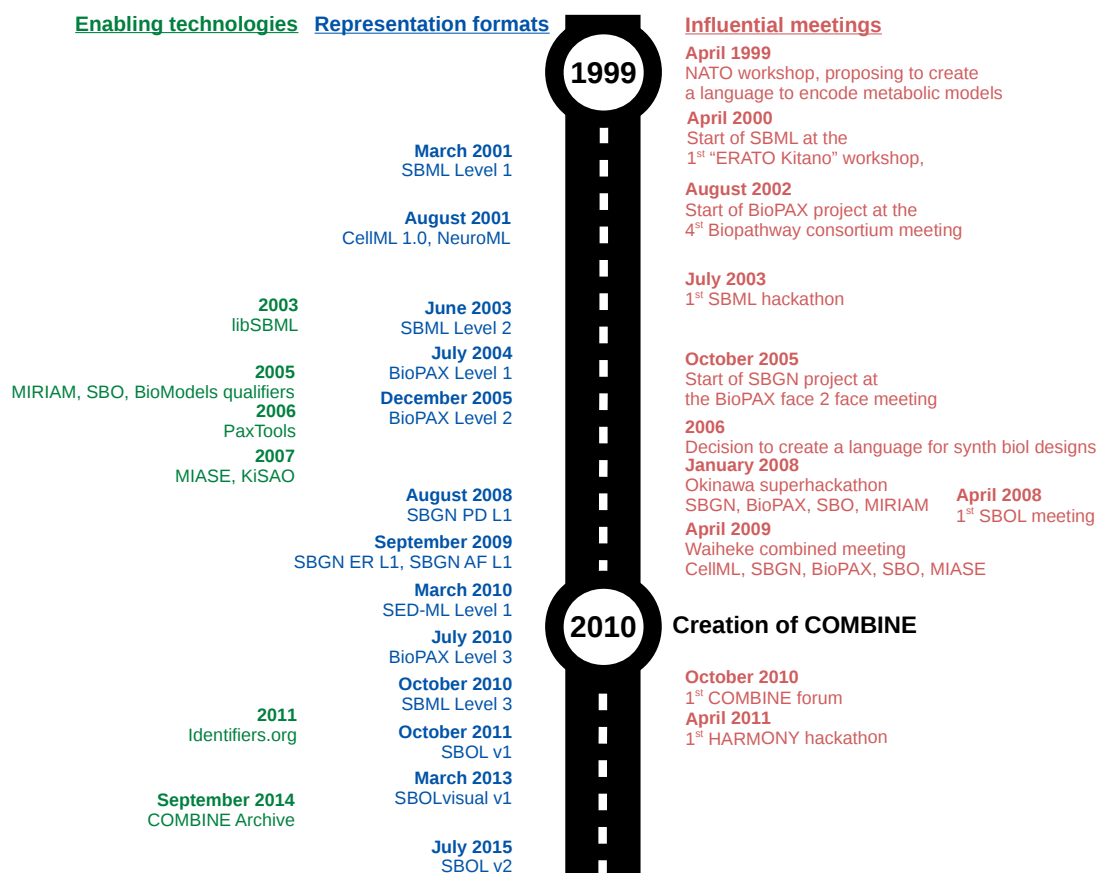 Enabling technologies
2003
libSBML
2005
MIRIAM, SBO, BioModels qualifiers
2006
PaxTools
2007
MIASE, KiSAO
2011
Identifiers.org
September 2014
COMBINE Archive
Representation formats
March 2001
SBML Level 1
August 2001
CellML 1.0, NeuroML
June 2003
SBML Level 2
July 2004
BioPAX Level 1
December 2005
BioPAX Level 2
August 2008
SBGN PD L1
September 2009
SBGN ER L1, SBGN AF L1
March 2010
SED-ML Level 1
July 2010
BioPAX Level 3
October 2010
SBML Level 3
October 2011
SBOL v1
March 2013
SBOLvisual v1
July 2015
SBOL v2
1999
2010
Creation of COMBINE
Influential meetings
April 1999
NATO workshop, proposing to create
a language to encode metabolic models
April 2000
Start of SBML at the
1st “ERATO Kitano” workshop,
August 2002
Start of BioPAX project at the
4st Biopathway consortium meeting
July 2003
1st SBML hackathon
October 2005
Start of SBGN project at
the BioPAX face 2 face meeting
2006
Decision to create a language for synth biol designs
January 2008
Okinawa superhackathon
SBGN, BioPAX, SBO, MIRIAM
April 2008
1st SBOL meeting
April 2009
Waiheke combined meeting
CellML, SBGN, BioPAX, SBO, MIASE
October 2010
1st COMBINE forum
April 2011
1st HARMONY hackathon